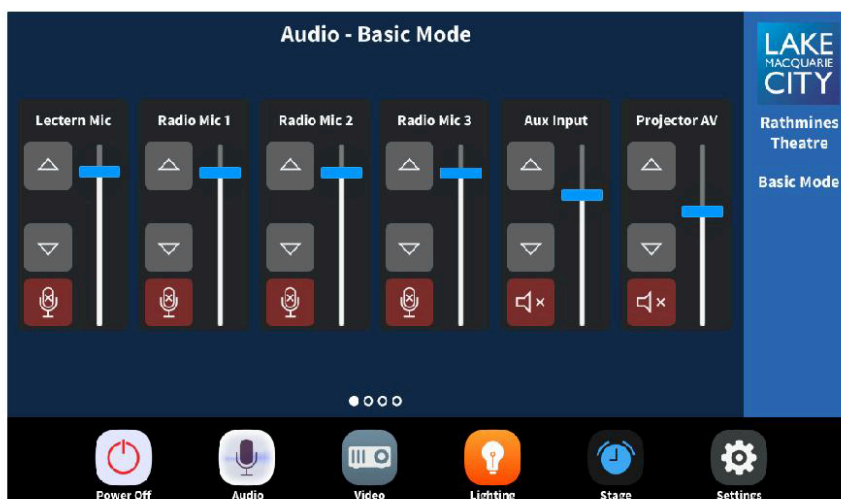 Audio - Basic Mode
LAKE
MACQUARIE
CITY
Rathmines
Theatre
Basic Mode
Lectern Mic
Radio Mic 1
Radio Mic 2
Radio Mic 3
Aux Input
Projector AV
Power Off
Audio
Video
Lighting
Stage
Settings